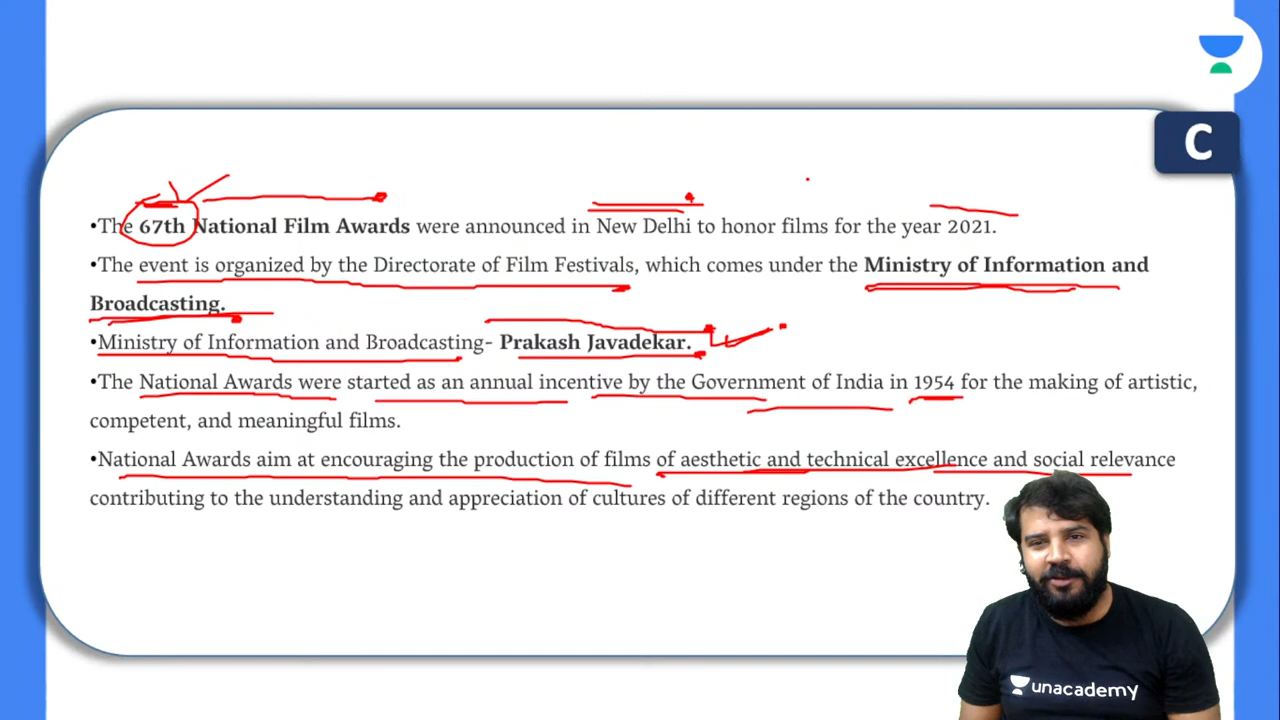 C
•The 67th National Film Awards were announced in New Delhi to honor films for the year 2021.
•The event is organized by the Directorate of Film Festivals, which comes under the Ministry of Information and
Broadcasting.
•Ministry of Information and Broadcasting- Prakash Javadekar.
•The National Awards were started as an annual incentive by the Government of India in 1954 for the making of artistic,
competent, and meaningful films.
•National Awards aim at encouraging the production of films of aesthetic and technical excellence and social relevance
contributing to the understanding and appreciation of cultures of different regions of the country.
unacademy